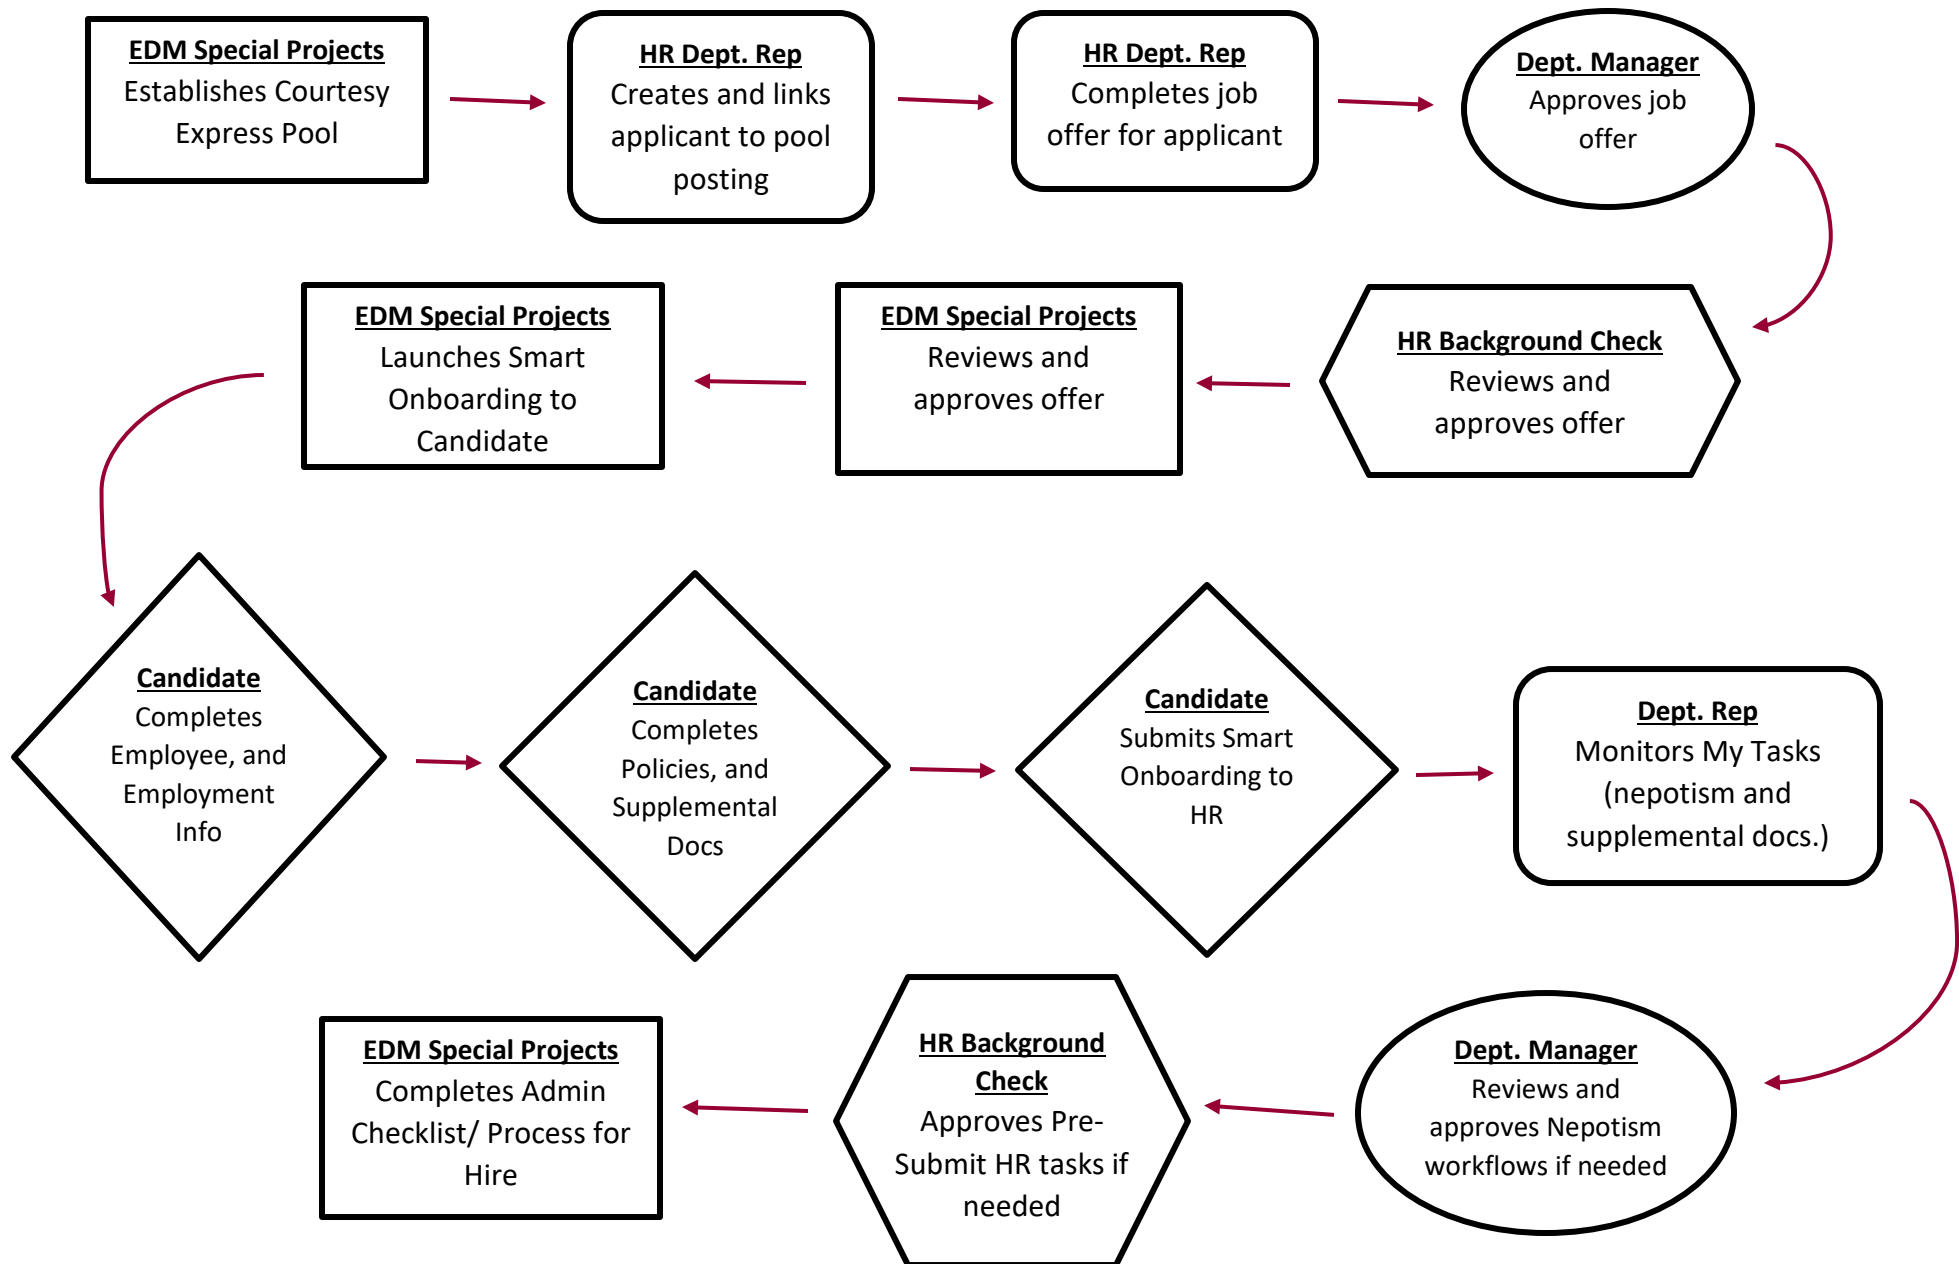 EDM Special Projects
Establishes Courtesy
Express Pool
HR Dept. Rep
Creates and links
applicant to pool
posting
HR Dept. Rep
Completes job
offer for applicant
Dept. Manager
Approves job
offer
HR Background Check
Reviews and
approves offer
EDM Special Projects
Reviews and
approves offer
EDM Special Projects
Launches Smart
Onboarding to
Candidate
Candidate
Completes
Employee, and
Employment
Info
Candidate
Completes
Policies, and
Supplemental
Docs
Candidate
Submits Smart
Onboarding to
HR
Dept. Rep
Monitors My Tasks
(nepotism and
supplemental docs.)
Dept. Manager
Reviews and
approves Nepotism
workflows if needed
HR Background
Check
Approves Pre-
Submit HR tasks if
needed
EDM Special Projects
Completes Admin
Checklist/ Process for
Hire